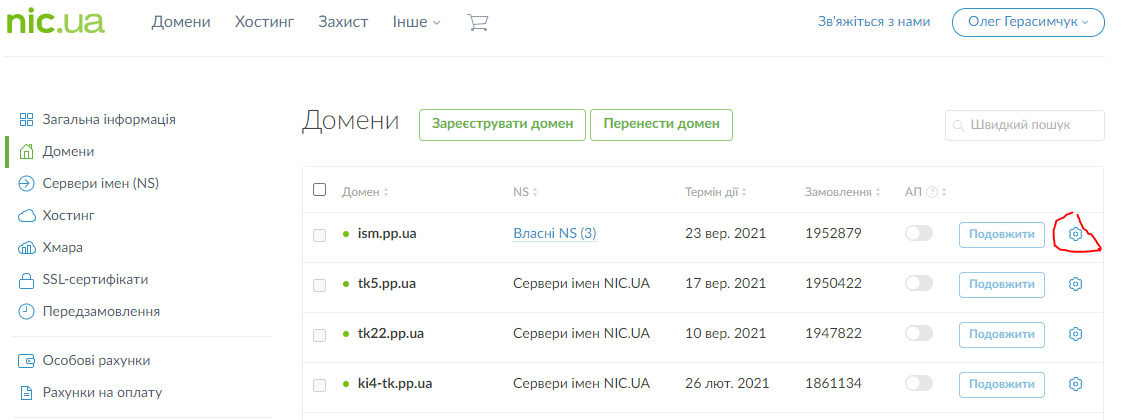 nic.ua Домени Хостинг Захист Інше Зв'яжіться з нами Олег Герасимчук
Загальна інформація
Домени
Сервери імен (NS)
Хостинг
Хмара
SSL-сертифікати
Передзамовлення
Особові рахунки
Рахунки на оплату
Домени Зареєструвати домен Перенести домен Швидкий пошук
Домен NS Термін дії Замовлення АП ?
ism.pp.ua Власні NS (3) 23 вер. 2021 1952879 Подовжити
tk5.pp.ua Сервери імен NIC.UA 17 вер. 2021 1950422 Подовжити
tk22.pp.ua Сервери імен NIC.UA 10 вер. 2021 1947822 Подовжити
ki4-tk.pp.ua Сервери імен NIC.UA 26 лют. 2021 1861134 Подовжити